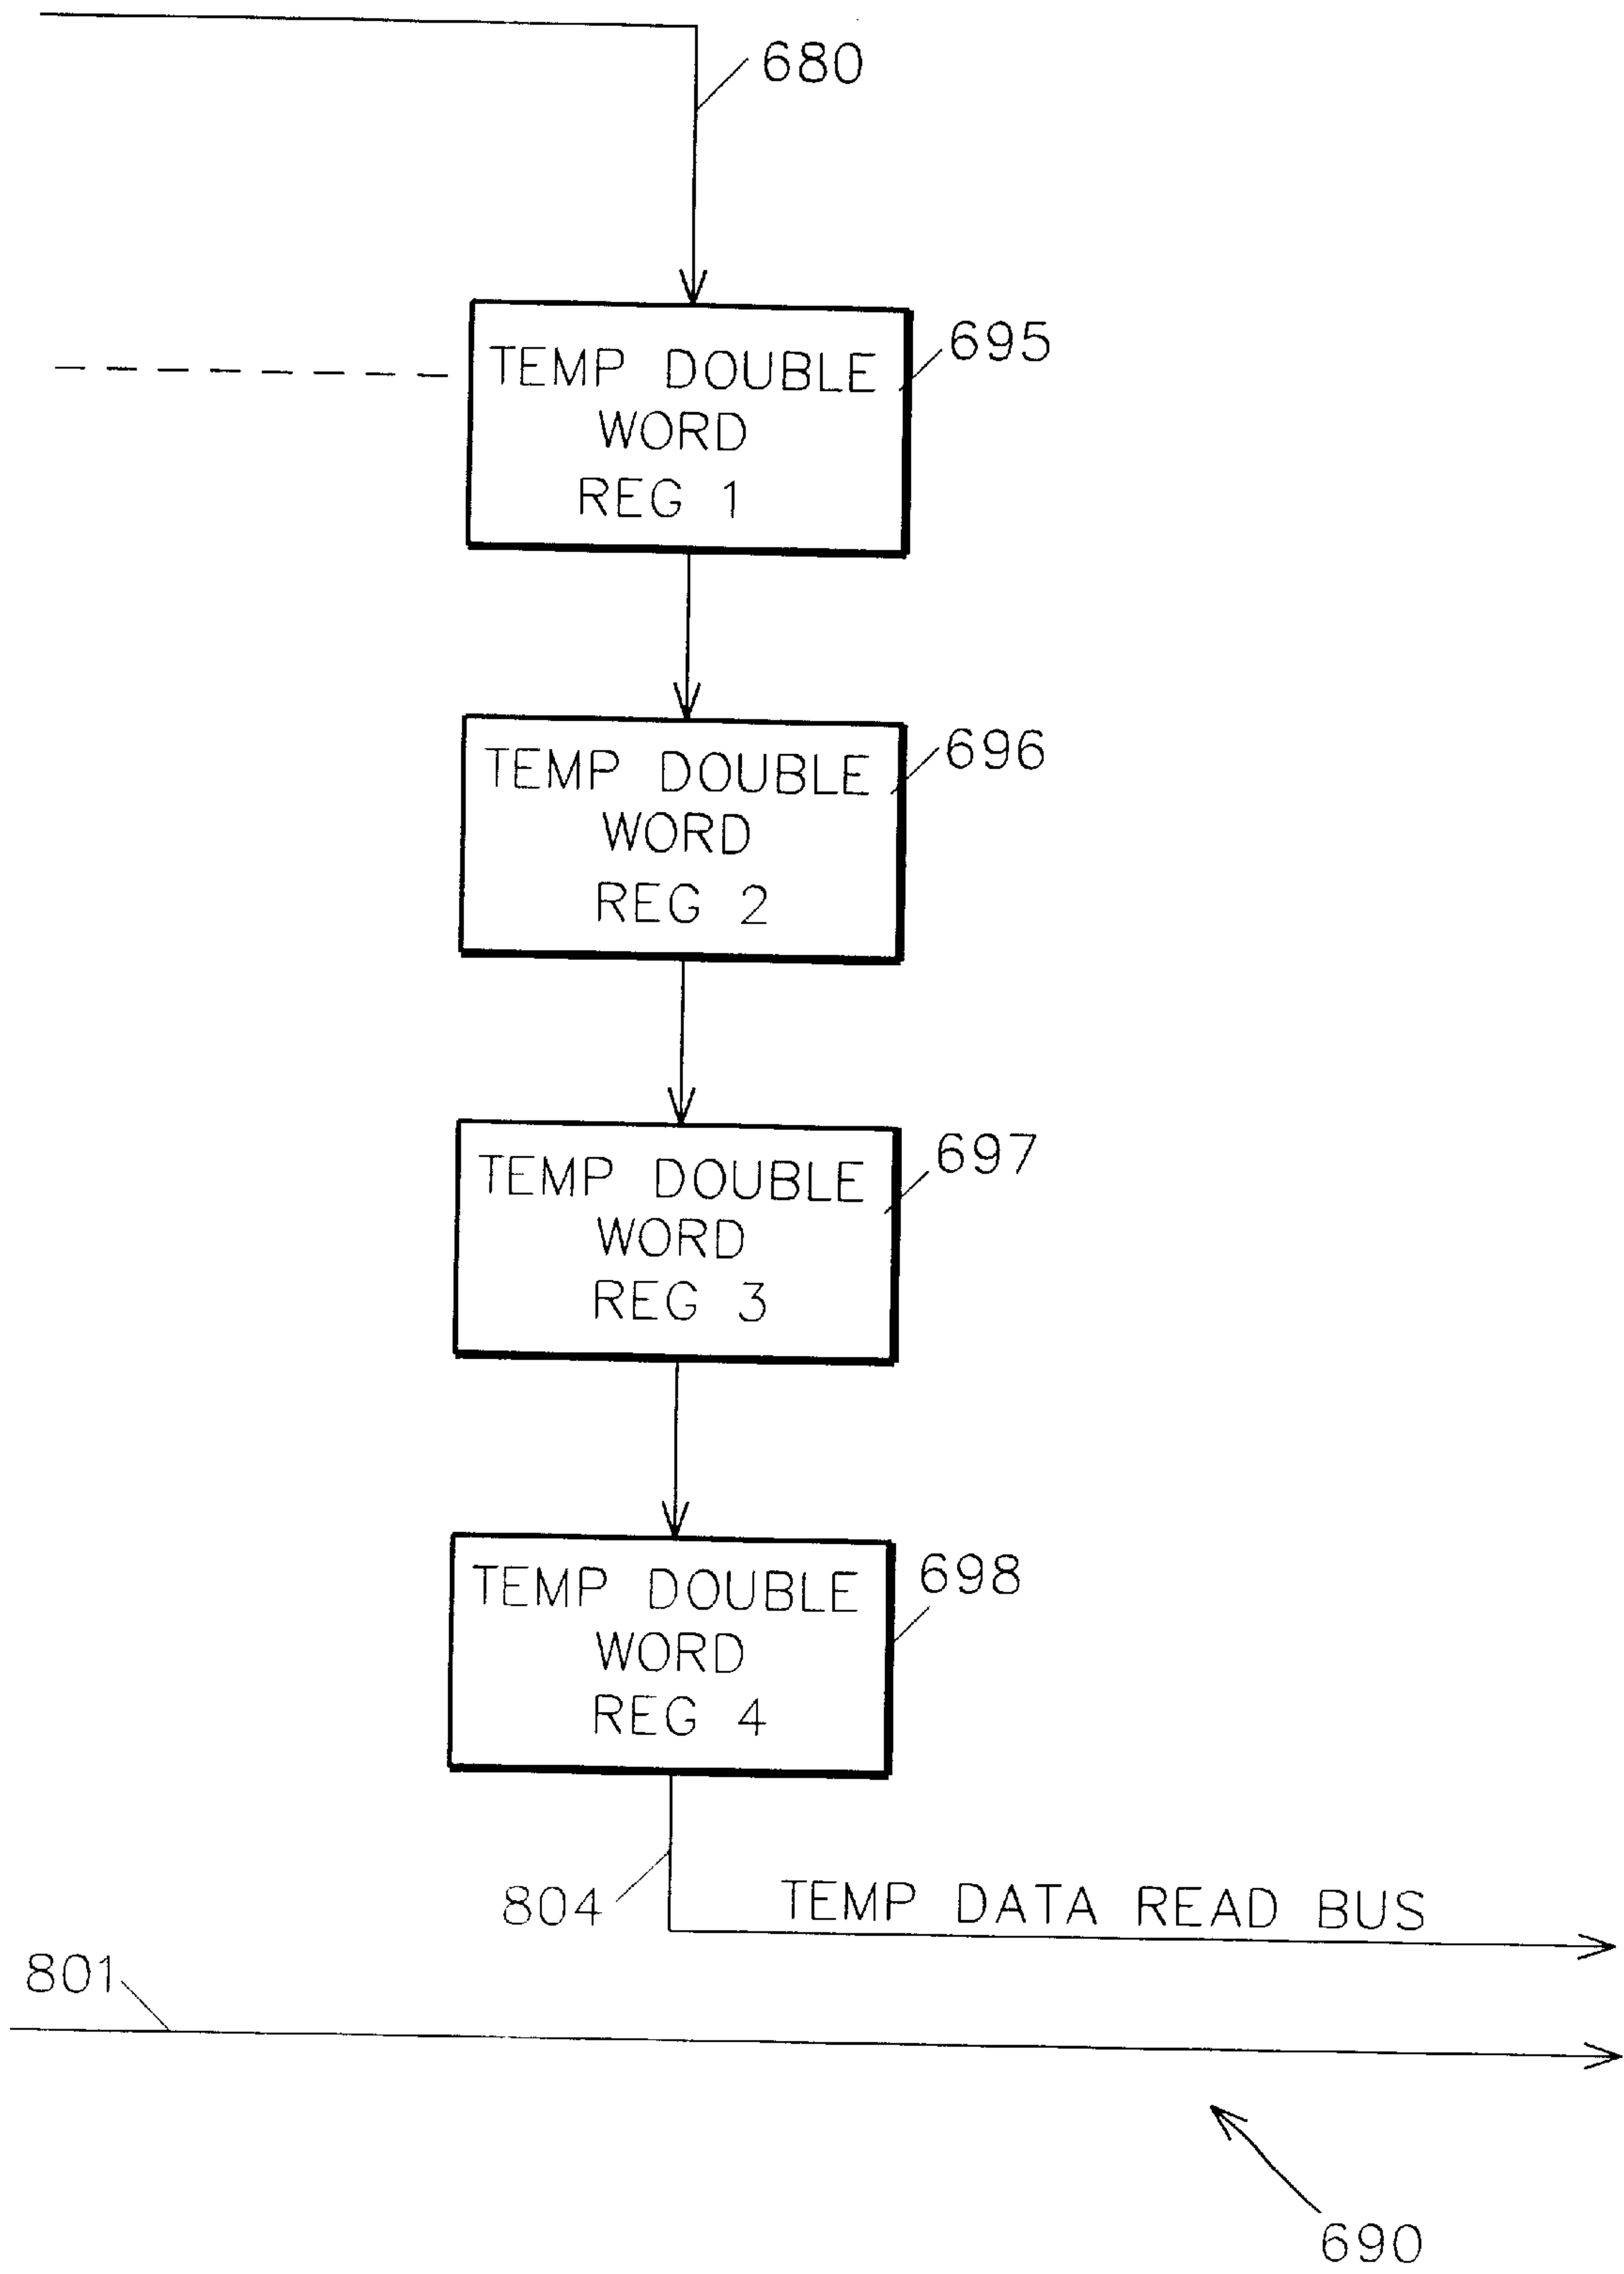 680
695
TEMP DOUBLE
WORD
REG 1
696
TEMP DOUBLE
WORD
REG 2
697
TEMP DOUBLE
WORD
REG 3
698
TEMP DOUBLE
WORD
REG 4
804
TEMP DATA READ BUS
801
690